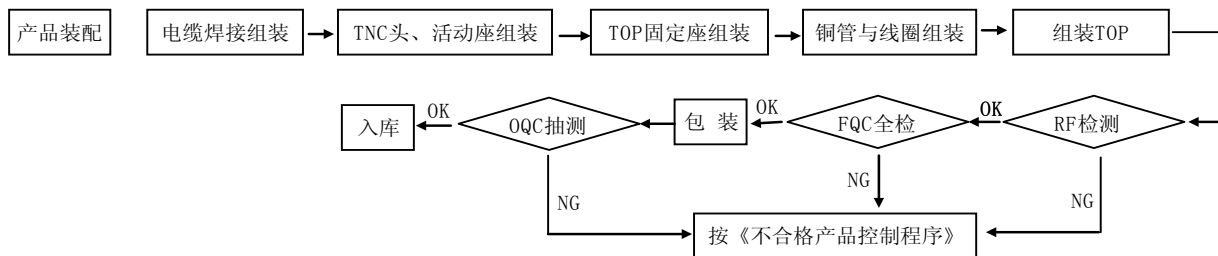 产品装配
电缆焊接组装
TNC头、活动座组装
TOP固定座组装
铜管与线圈组装
组装TOP
入库
OK
OQC抽测
包 装
OK
FQC全检
OK
RF检测
NG
NG
NG
按《不合格产品控制程序》